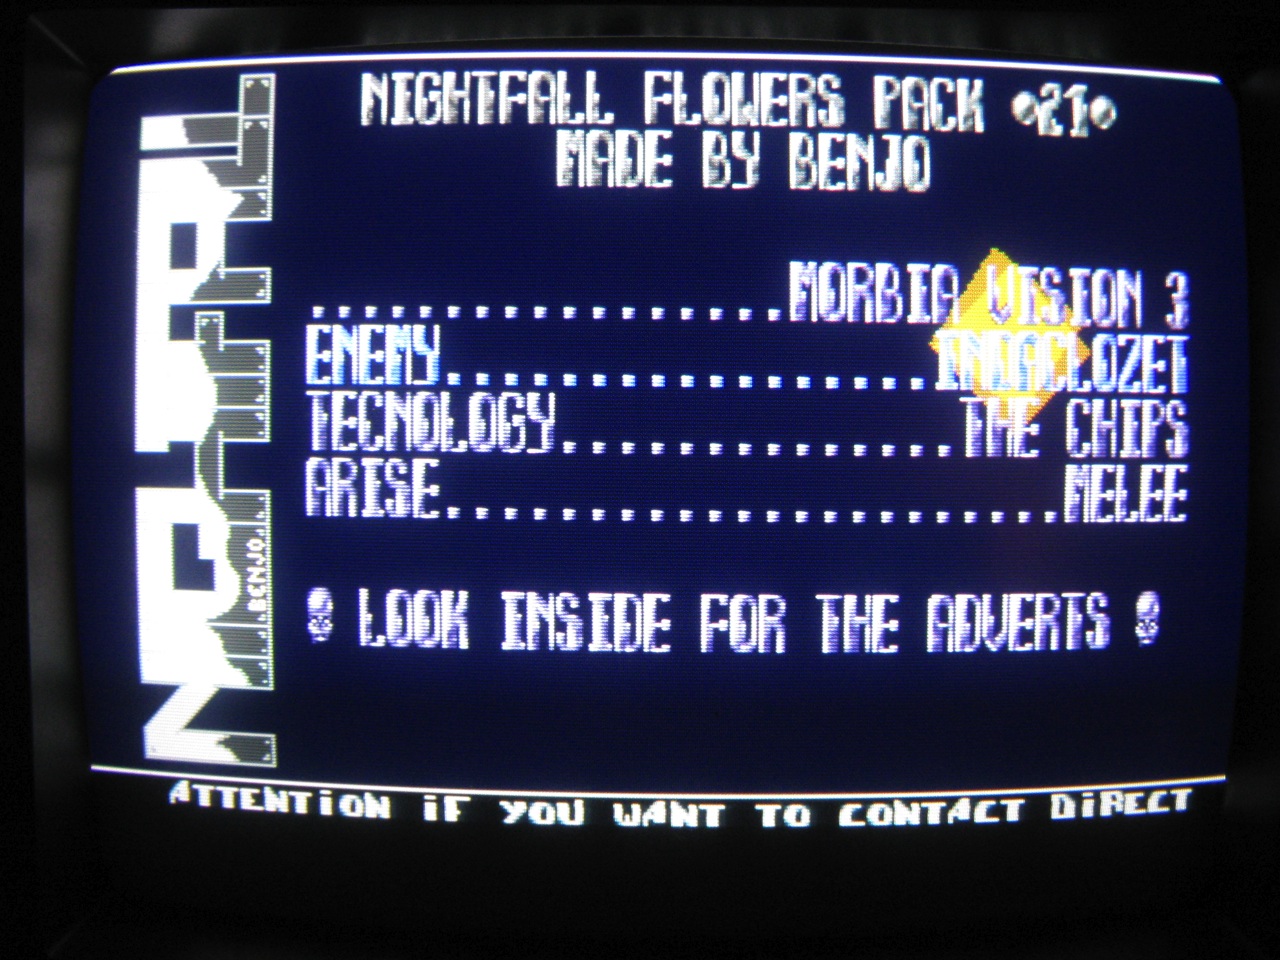 NIGHTFALL FLOWERS PACK •21•
MADE BY BENJO
.................MORBIA VISION 3
ENEMY.................INDACLOZET
TECNOLOGY..............THE CHIPS
ARISE......................MELEE
LOOK INSIDE FOR THE ADVERTS
BENJO
ATTENTiON iF YOU WANT TO CONTACT DiRECT